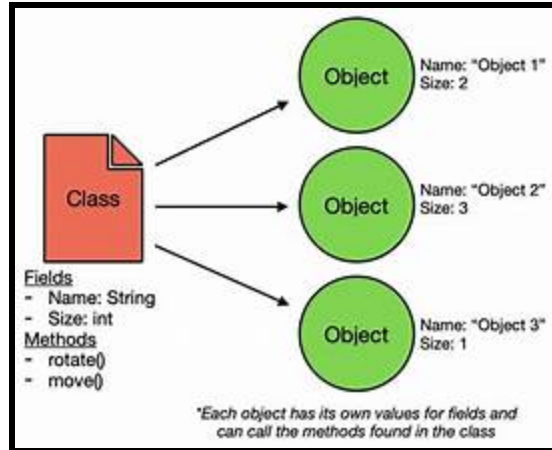 Class
Fields
- Name: String
- Size: int
Methods
- rotate()
- move()
Object
Name: "Object 1"
Size: 2
Object
Name: "Object 2"
Size: 3
Object
Name: "Object 3"
Size: 1
*Each object has its own values for fields and
can call the methods found in the class